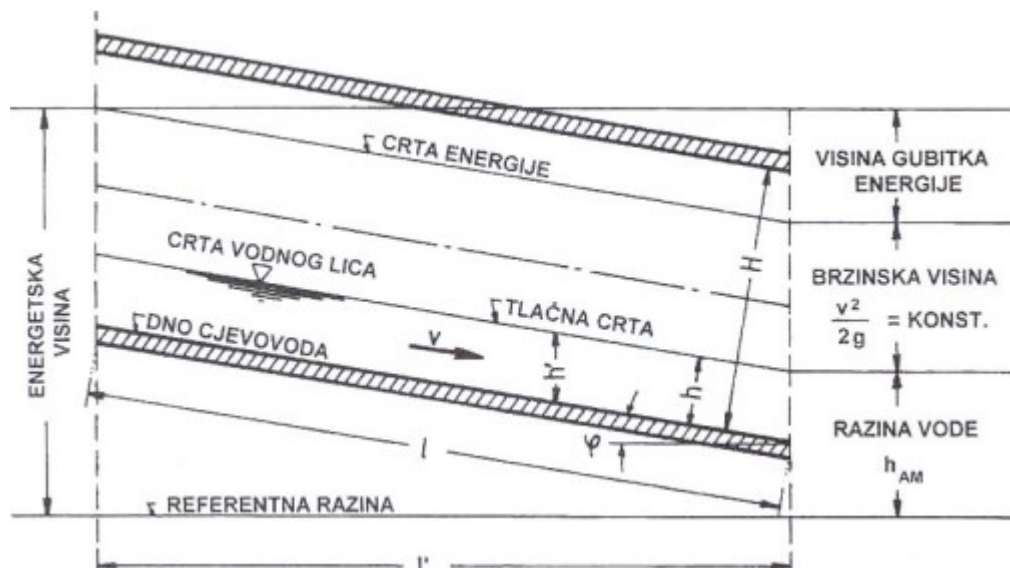 CRTA ENERGIJE
VISINA GUBITKA
ENERGIJE
CRTA VODNOG LICA
H
BRZINSKA VISINA
v²/2g = KONST.
TLAČNA CRTA
ENERGETSKA
VISINA
DNO CJEVOVODA
v
h'
h
φ
l
RAZINA VODE
h_AM
REFERENTNA RAZINA
l'